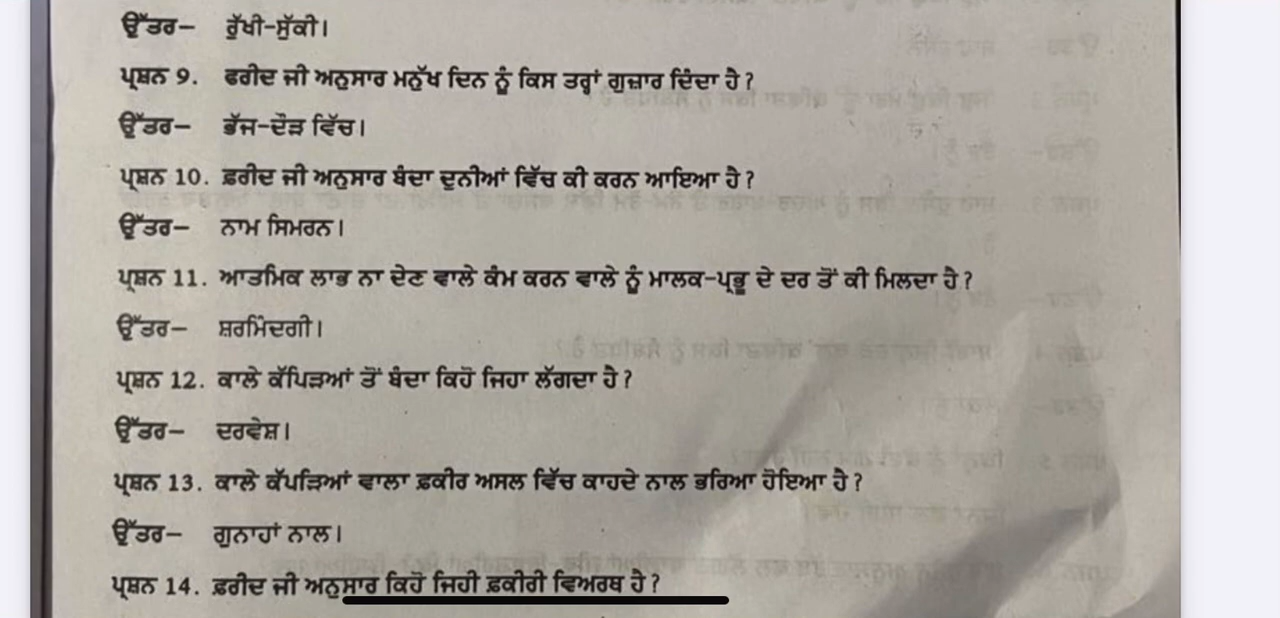 ਉੱਤਰ– ਰੁੱਖੀ-ਸੁੱਕੀ।
ਪ੍ਰਸ਼ਨ 9. ਫਰੀਦ ਜੀ ਅਨੁਸਾਰ ਮਨੁੱਖ ਦਿਨ ਨੂੰ ਕਿਸ ਤਰ੍ਹਾਂ ਗੁਜ਼ਾਰ ਦਿੰਦਾ ਹੈ ?
ਉੱਤਰ– ਭੱਜ-ਦੌੜ ਵਿੱਚ।
ਪ੍ਰਸ਼ਨ 10. ਫ਼ਰੀਦ ਜੀ ਅਨੁਸਾਰ ਬੰਦਾ ਦੁਨੀਆਂ ਵਿੱਚ ਕੀ ਕਰਨ ਆਇਆ ਹੈ ?
ਉੱਤਰ– ਨਾਮ ਸਿਮਰਨ।
ਪ੍ਰਸ਼ਨ 11. ਆਤਮਿਕ ਲਾਭ ਨਾ ਦੇਣ ਵਾਲੇ ਕੰਮ ਕਰਨ ਵਾਲੇ ਨੂੰ ਮਾਲਕ-ਪ੍ਰਭੂ ਦੇ ਦਰ ਤੋਂ ਕੀ ਮਿਲਦਾ ਹੈ ?
ਉੱਤਰ– ਸ਼ਰਮਿੰਦਗੀ।
ਪ੍ਰਸ਼ਨ 12. ਕਾਲੇ ਕੱਪਿੜਆਂ ਤੋਂ ਬੰਦਾ ਕਿਹੋ ਜਿਹਾ ਲੱਗਦਾ ਹੈ ?
ਉੱਤਰ– ਦਰਵੇਸ਼।
ਪ੍ਰਸ਼ਨ 13. ਕਾਲੇ ਕੱਪੜਿਆਂ ਵਾਲਾ ਫ਼ਕੀਰ ਅਸਲ ਵਿੱਚ ਕਾਹਦੇ ਨਾਲ ਭਰਿਆ ਹੋਇਆ ਹੈ ?
ਉੱਤਰ– ਗੁਨਾਹਾਂ ਨਾਲ।
ਪ੍ਰਸ਼ਨ 14. ਫ਼ਰੀਦ ਜੀ ਅਨੁਸਾਰ ਕਿਹੋ ਜਿਹੀ ਫ਼ਕੀਰੀ ਵਿਅਰਥ ਹੈ ?